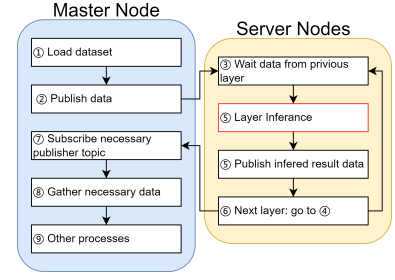 Master Node
① Load dataset
② Publish data
⑦ Subscribe necessary
publisher topic
⑧ Gather necessary data
⑨ Other processes
Server Nodes
③ Wait data from privious
layer
⑤ Layer Inferance
⑤ Publish infered result data
⑥ Next layer: go to ④